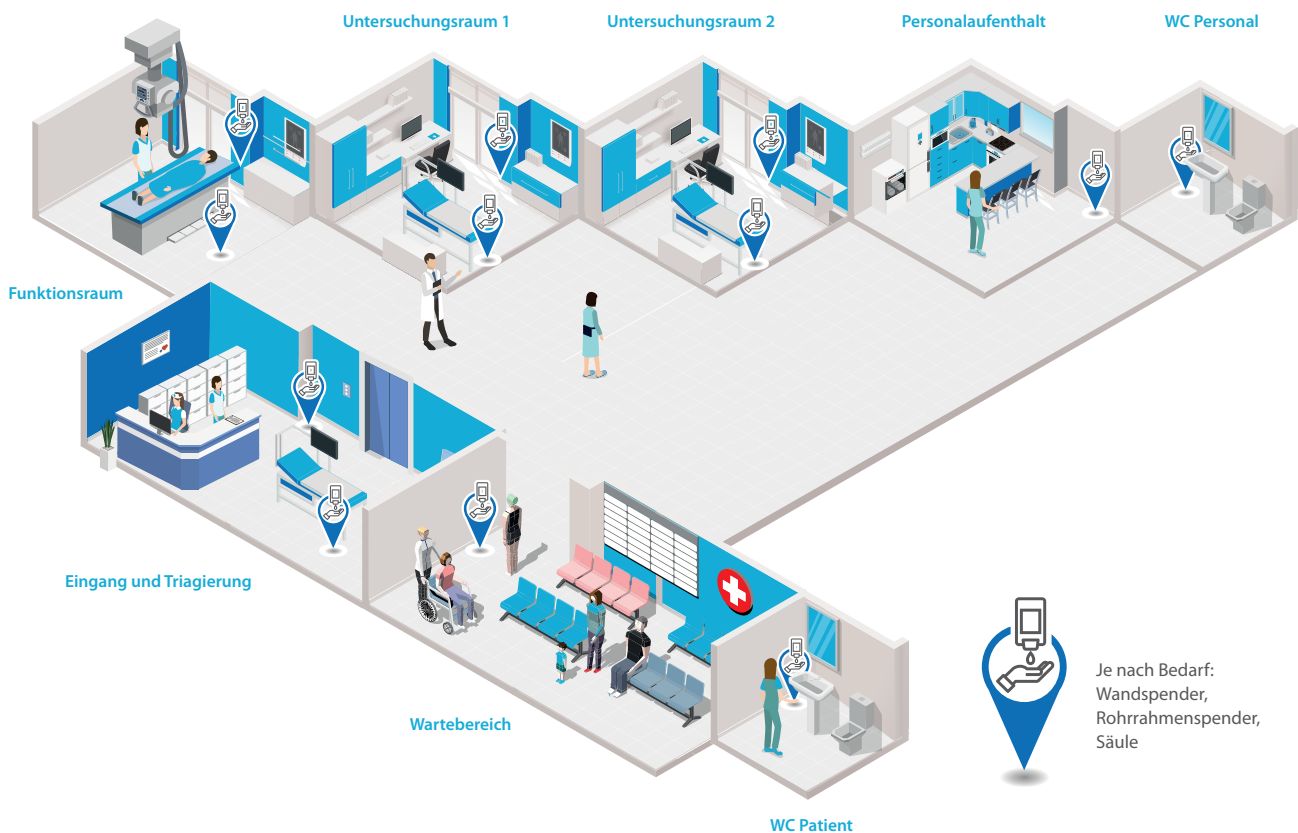 Untersuchungsraum 1
Untersuchungsraum 2
Personalaufenthalt
WC Personal
Funktionsraum
Eingang und Triagierung
Wartebereich
Je nach Bedarf:
Wandspender,
Rohrrahmenspender,
Säule
WC Patient